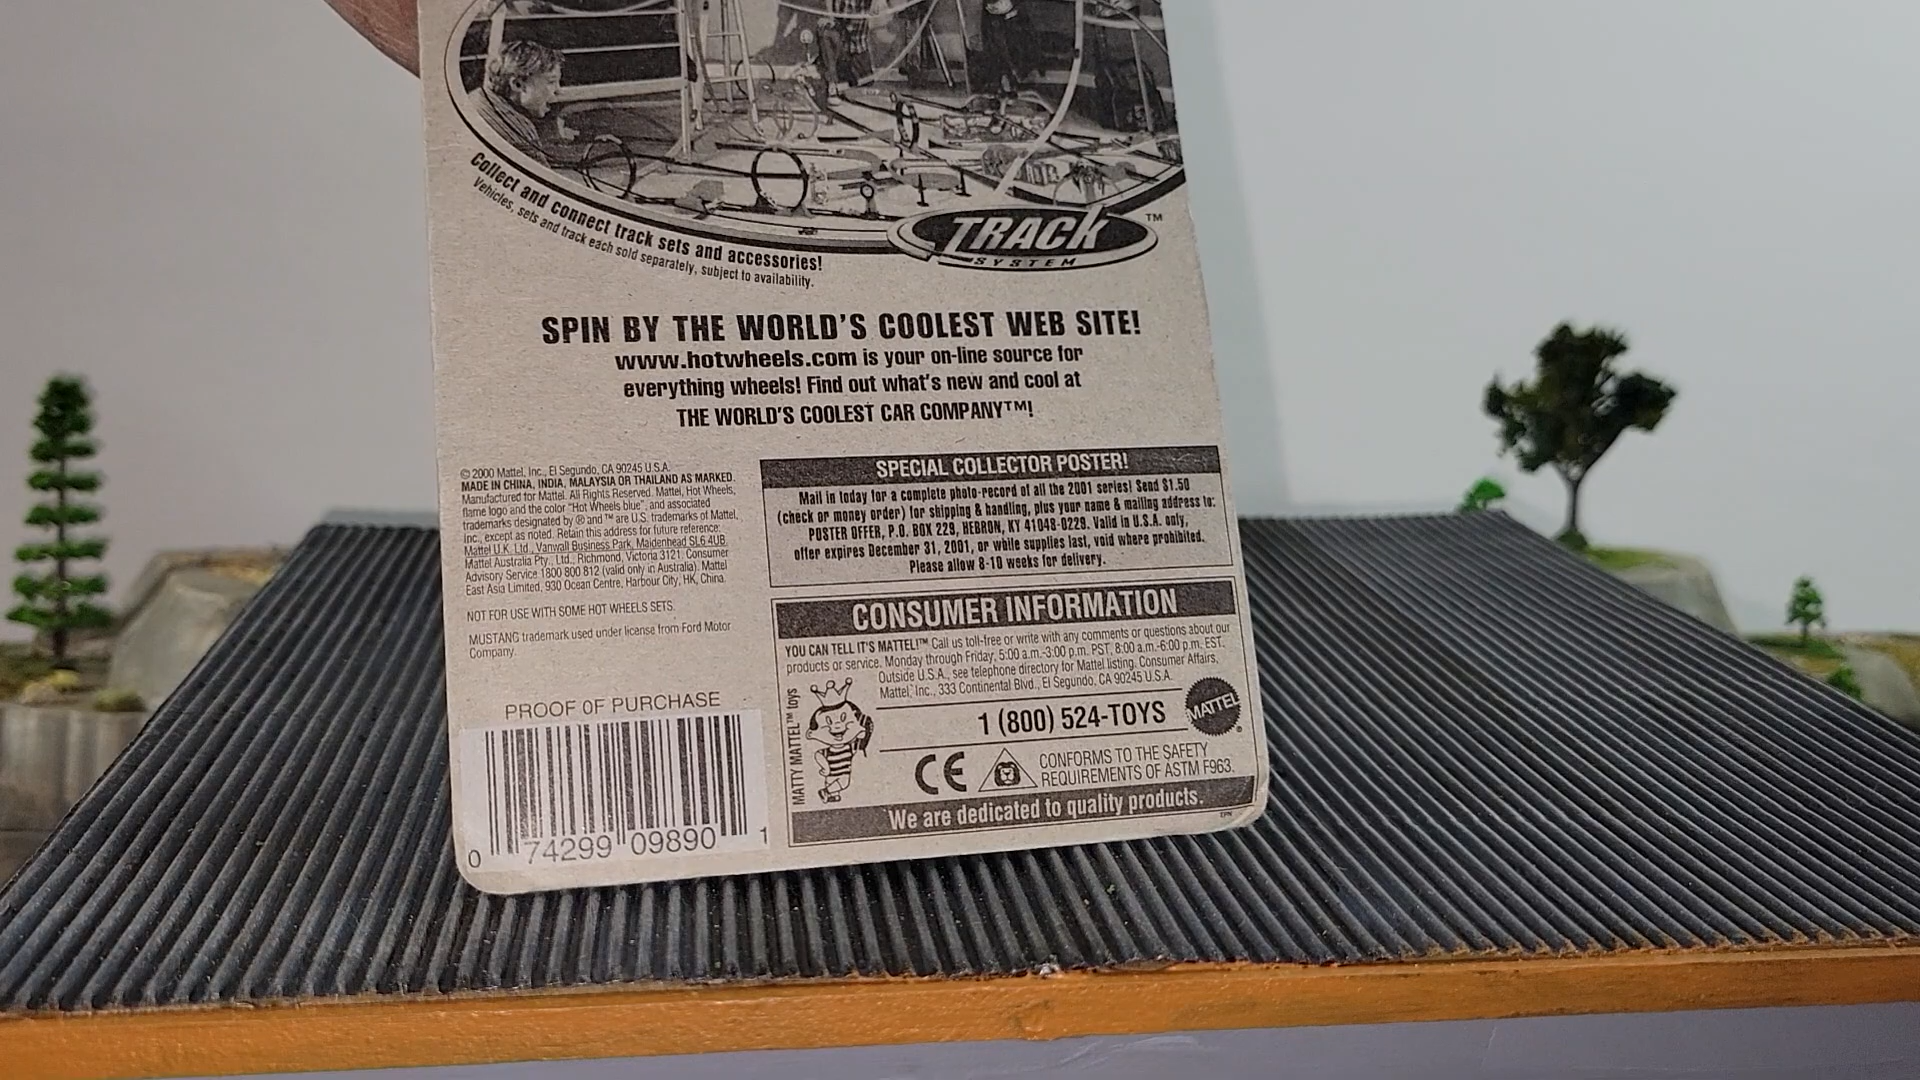 Collect and connect track sets and accessories!
Vehicles, sets and track each sold separately, subject to availability.
TRACK™
SYSTEM
SPIN BY THE WORLD'S COOLEST WEB SITE!
www.hotwheels.com is your on-line source for
everything wheels! Find out what's new and cool at
THE WORLD'S COOLEST CAR COMPANY™!
© 2000 Mattel, Inc., El Segundo, CA 90245 U.S.A.
MADE IN CHINA, INDIA, MALAYSIA OR THAILAND AS MARKED.
Manufactured for Mattel. All Rights Reserved. Mattel, Hot Wheels,
flame logo and the color "Hot Wheels blue", and associated
trademarks designated by ® and ™ are U.S. trademarks of Mattel,
Inc., except as noted. Retain this address for future reference:
Mattel U.K. Ltd., Vanwall Business Park, Maidenhead SL6 4UB.
Mattel Australia Pty., Ltd., Richmond, Victoria 3121. Consumer
Advisory Service 1800 800 812 (valid only in Australia). Mattel
East Asia Limited, 930 Ocean Centre, Harbour City, HK, China.
NOT FOR USE WITH SOME HOT WHEELS SETS.
MUSTANG trademark used under license from Ford Motor
Company.
PROOF OF PURCHASE
0 74299 09890 1
SPECIAL COLLECTOR POSTER!
Mail in today for a complete photo-record of all the 2001 series! Send $1.50
(check or money order) for shipping & handling, plus your name & mailing address to:
POSTER OFFER, P.O. BOX 229, HEBRON, KY 41048-0229. Valid in U.S.A. only,
offer expires December 31, 2001, or while supplies last, void where prohibited.
Please allow 8-10 weeks for delivery.
CONSUMER INFORMATION
YOU CAN TELL IT'S MATTEL!™ Call us toll-free or write with any comments or questions about our
products or service. Monday through Friday, 5:00 a.m.-3:00 p.m. PST, 8:00 a.m.-6:00 p.m. EST.
Outside U.S.A., see telephone directory for Mattel listing. Consumer Affairs,
Mattel, Inc., 333 Continental Blvd., El Segundo, CA 90245 U.S.A.
MATTY MATTEL™ toys
1 (800) 524-TOYS
MATTEL
®
CE
CONFORMS TO THE SAFETY
REQUIREMENTS OF ASTM F963.
We are dedicated to quality products.